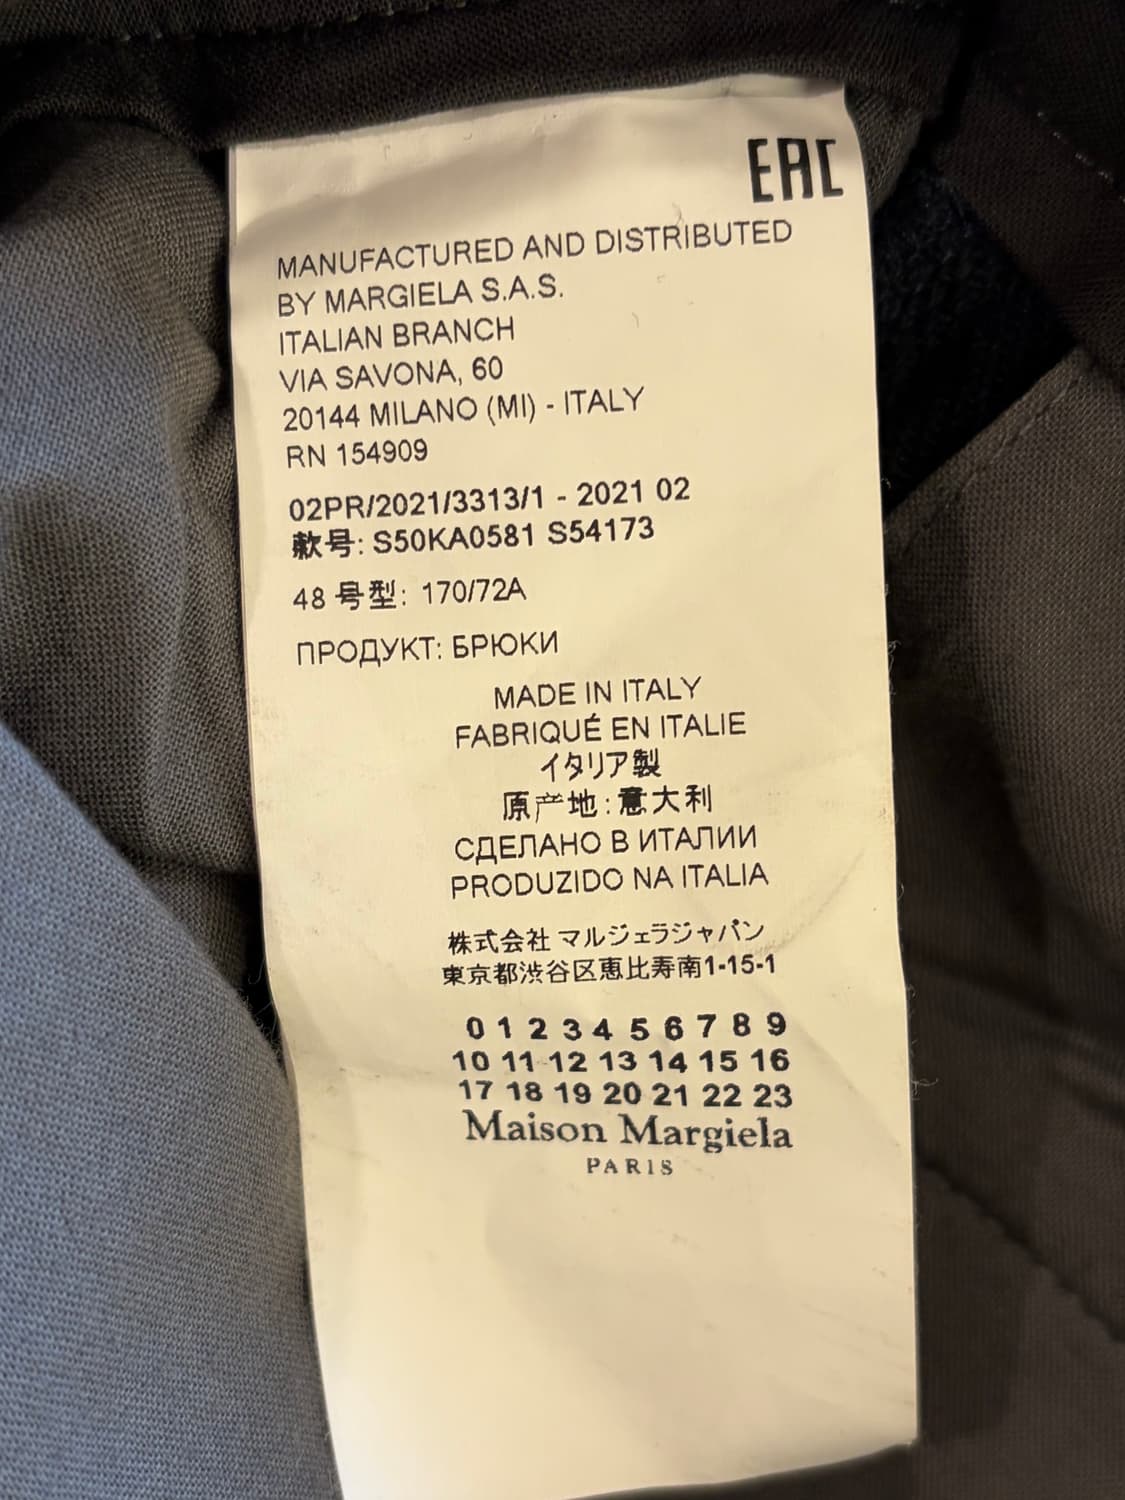 EAC
MANUFACTURED AND DISTRIBUTED
BY MARGIELA S.A.S.
ITALIAN BRANCH
VIA SAVONA, 60
20144 MILANO (MI) - ITALY
RN 154909
02PR/2021/3313/1 - 2021 02
款号: S50KA0581 S54173
48 号型: 170/72A
ПРОДУКТ: БРЮКИ
MADE IN ITALY
FABRIQUÉ EN ITALIE
イタリア製
原产地:意大利
СДЕЛАНО В ИТАЛИИ
PRODUZIDO NA ITALIA
株式会社 マルジェラジャパン
東京都渋谷区恵比寿南1-15-1
0 1 2 3 4 5 6 7 8 9
10 11 12 13 14 15 16
17 18 19 20 21 22 23
Maison Margiela
PARIS